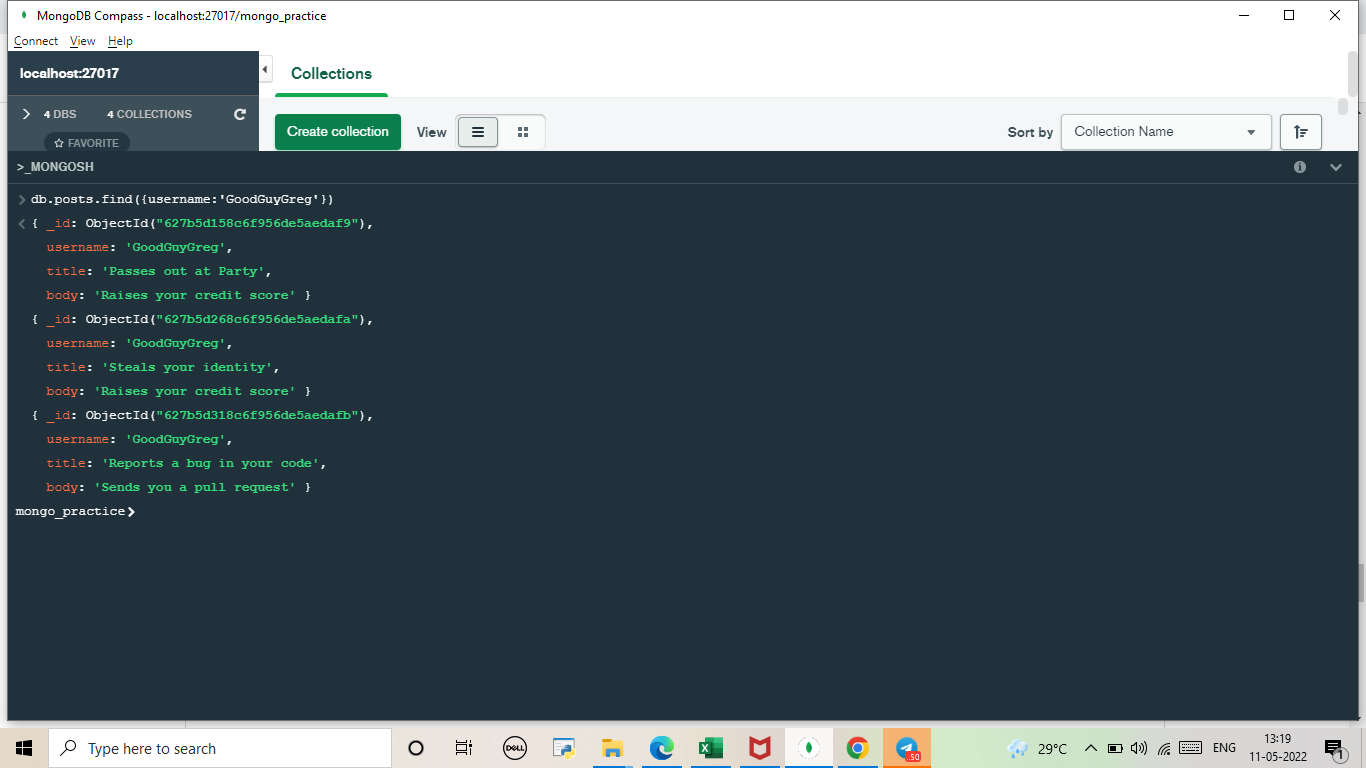 MongoDB Compass - localhost:27017/mongo_practice
Connect View Help
localhost:27017
Collections
4 DBS 4 COLLECTIONS
FAVORITE
Create collection
View
Sort by
Collection Name
>_MONGOSH
db.posts.find({username:'GoodGuyGreg'})
{ _id: ObjectId("627b5d158c6f956de5aedaf9"),
username: 'GoodGuyGreg',
title: 'Passes out at Party',
body: 'Raises your credit score' }
{ _id: ObjectId("627b5d268c6f956de5aedafa"),
username: 'GoodGuyGreg',
title: 'Steals your identity',
body: 'Raises your credit score' }
{ _id: ObjectId("627b5d318c6f956de5aedafb"),
username: 'GoodGuyGreg',
title: 'Reports a bug in your code',
body: 'Sends you a pull request' }
mongo_practice>
Type here to search
DELL
.50
29°C
ENG
13:19
11-05-2022
1